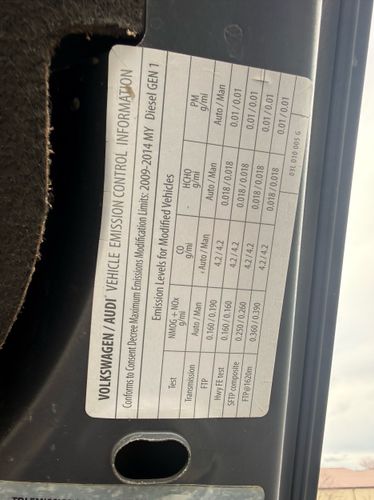 VOLKSWAGEN / AUDI VEHICLE EMISSION CONTROL INFORMATION
Conforms to Consent Decree Maximum Emissions Modification Limits: 2009-2014 MY Diesel GEN 1
Emission Levels for Modified Vehicles
Test NMOG + NOx g/mi CO g/mi HCHO g/mi PM g/mi
Transmission Auto / Man Auto / Man Auto / Man Auto / Man
FTP 0.160 / 0.190 4.2 / 4.2 0.018 / 0.018 0.01 / 0.01
Hwy FE test 0.160 / 0.160 4.2 / 4.2 0.018 / 0.018 0.01 / 0.01
SFTP composite 0.250 / 0.260 4.2 / 4.2 0.018 / 0.018 0.01 / 0.01
FTP@1620m 0.360 / 0.390 4.2 / 4.2 0.018 / 0.018 0.01 / 0.01
03L 010 005 G